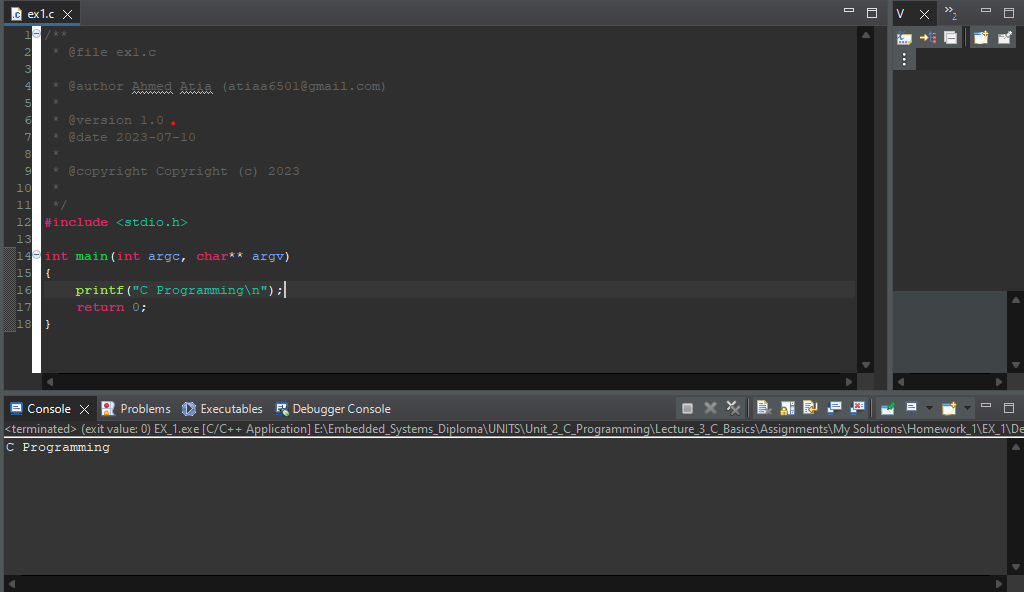 ex1.c
V
»2
1 /**
2 * @file ex1.c
3
4 * @author Ahmed Atia (atiaa6501@gmail.com)
5 *
6 * @version 1.0
7 * @date 2023-07-10
8 *
9 * @copyright Copyright (c) 2023
10 *
11 */
12 #include <stdio.h>
13
14 int main(int argc, char** argv)
15 {
16 printf("C Programming\n");
17 return 0;
18 }
Console Problems Executables Debugger Console
<terminated> (exit value: 0) EX_1.exe [C/C++ Application] E:\Embedded_Systems_Diploma\UNITS\Unit_2_C_Programming\Lecture_3_C_Basics\Assignments\My Solutions\Homework_1\EX_1\De
C Programming